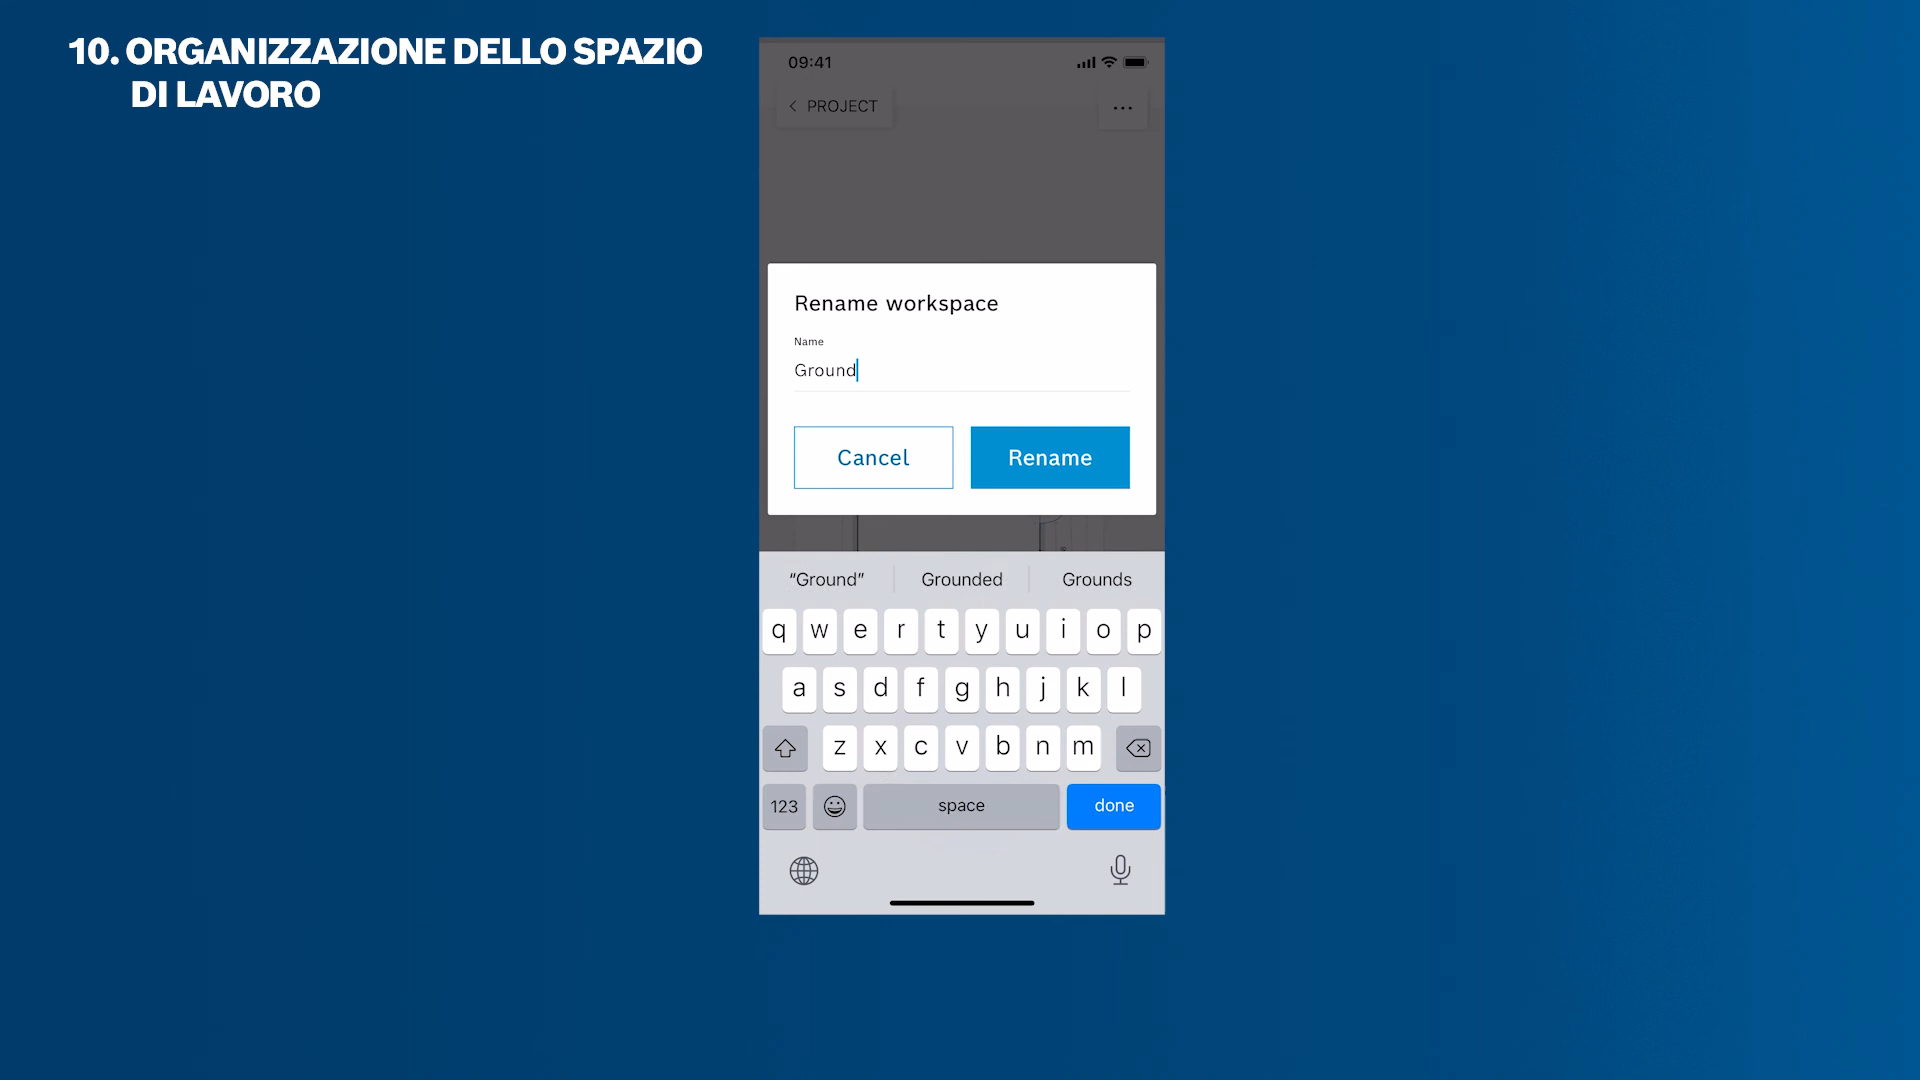 10. ORGANIZZAZIONE DELLO SPAZIO
DI LAVORO
09:41
PROJECT
Rename workspace
Name
Ground
Cancel
Rename
“Ground”
Grounded
Grounds
q w e r t y u i o p
a s d f g h j k l
z x c v b n m
123
space
done